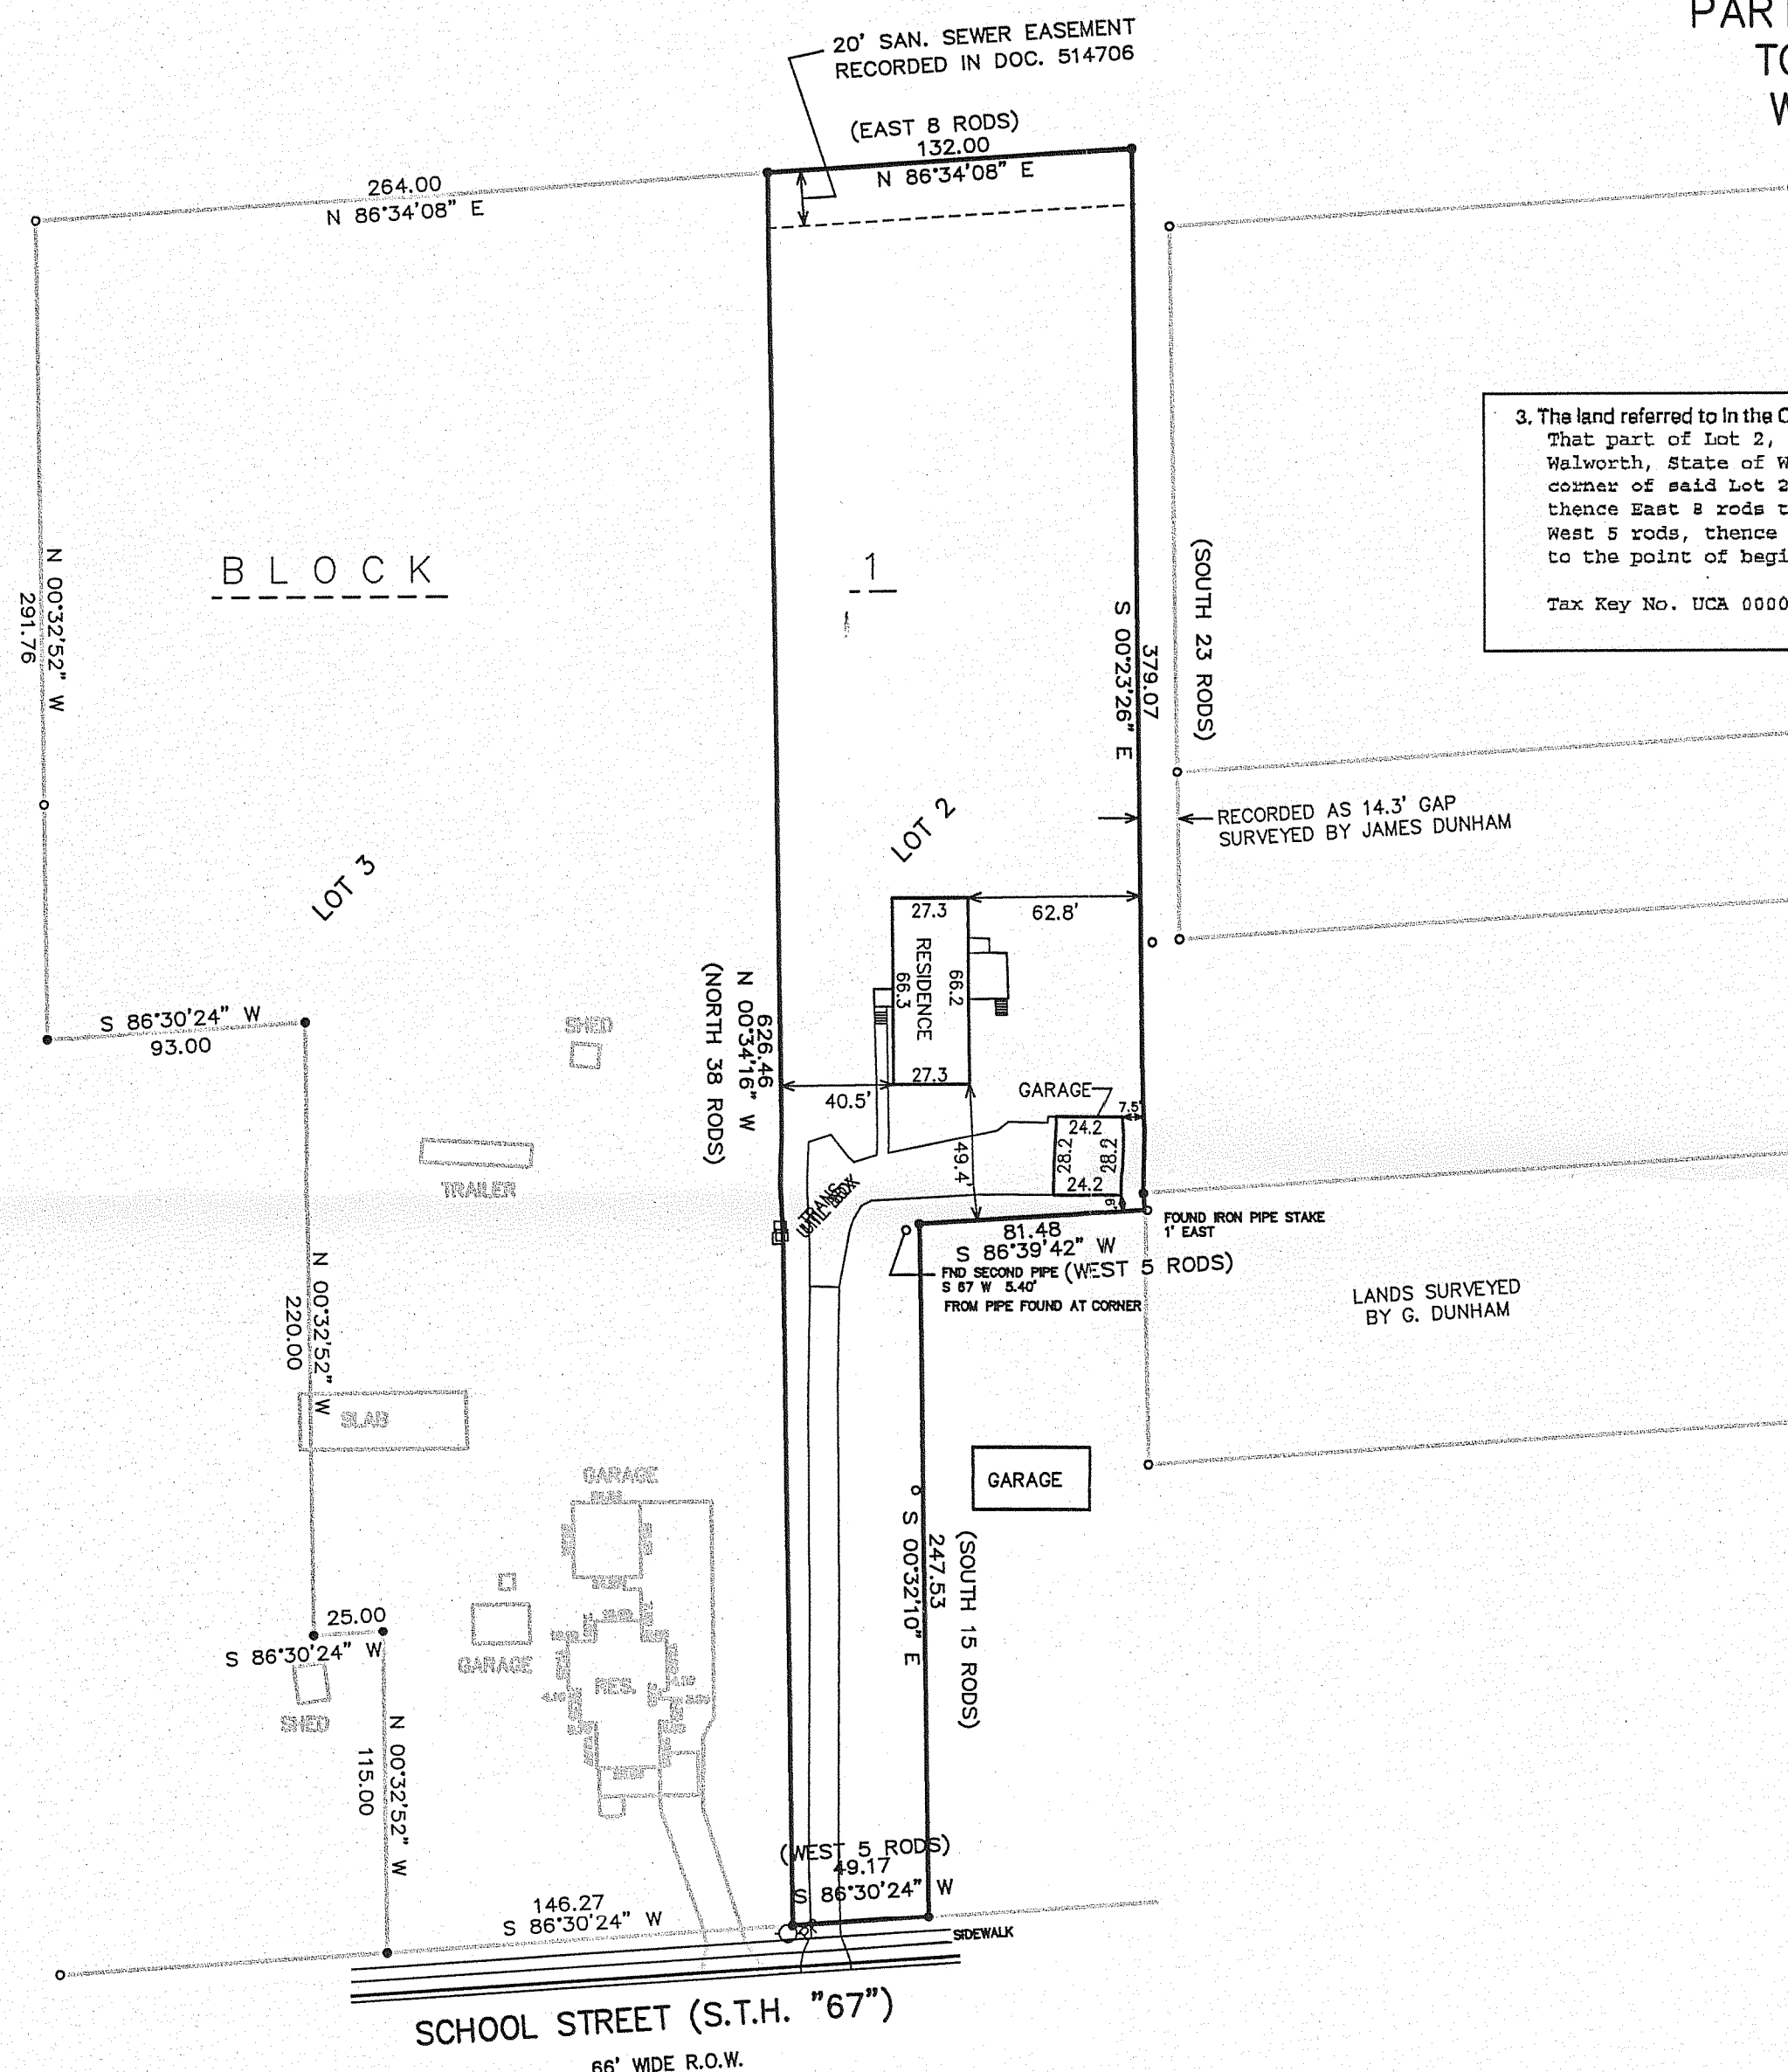 PAR
TO
W
20' SAN. SEWER EASEMENT
RECORDED IN DOC. 514706
(EAST 8 RODS)
132.00
N 86°34'08" E
264.00
N 86°34'08" E
3. The land referred to in the
That part of Lot 2,
Walworth, State of W
corner of said Lot 2
thence East 8 rods t
West 5 rods, thence
to the point of begi
Tax Key No. UCA 0000
N 00°32'52" W
291.76
BLOCK
1
(SOUTH 23 RODS)
379.07
S 00°23'26" E
RECORDED AS 14.3' GAP
SURVEYED BY JAMES DUNHAM
LOT 2
LOT 3
27.3
62.8'
RESIDENCE
66.2
66.3
27.3
S 86°30'24" W
93.00
SHED
626.46
N 00°34'16" W
(NORTH 38 RODS)
40.5'
GARAGE
7.5'
24.2
28.2
28.2
24.2
49.4'
9'
TRAILER
TRANS
UTIL BOX
FOUND IRON PIPE STAKE
1' EAST
81.48
S 86°39'42" W
(WEST 5 RODS)
FND SECOND PIPE
S 67 W 5.40'
FROM PIPE FOUND AT CORNER
LANDS SURVEYED
BY G. DUNHAM
N 00°32'52" W
220.00
SLAB
GARAGE
GARAGE
(SOUTH 15 RODS)
247.53
S 00°32'10" E
25.00
S 86°30'24" W
GARAGE
RES.
SHED
N 00°32'52" W
115.00
(WEST 5 RODS)
49.17
S 86°30'24" W
146.27
S 86°30'24" W
SIDEWALK
SCHOOL STREET (S.T.H. "67")
66' WIDE R.O.W.